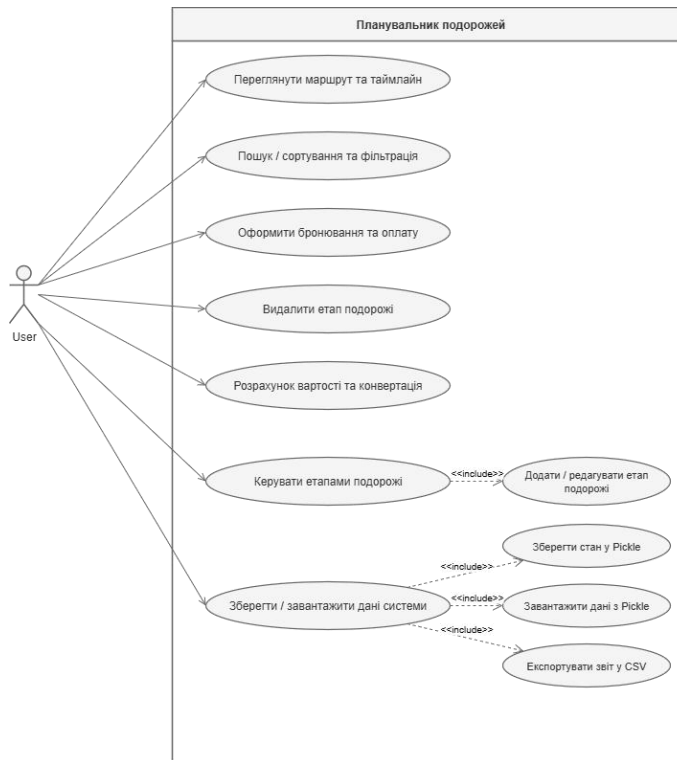 Планувальник подорожей
Переглянути маршрут та таймлайн
Пошук / сортування та фільтрація
Оформити бронювання та оплату
User
Видалити етап подорожі
Розрахунок вартості та конвертація
Керувати етапами подорожі
<<include>>
Додати / редагувати етап
подорожі
Зберегти стан у Pickle
<<include>>
Зберегти / завантажити дані системи
<<include>>
Завантажити дані з Pickle
<<include>>
Експортувати звіт у CSV